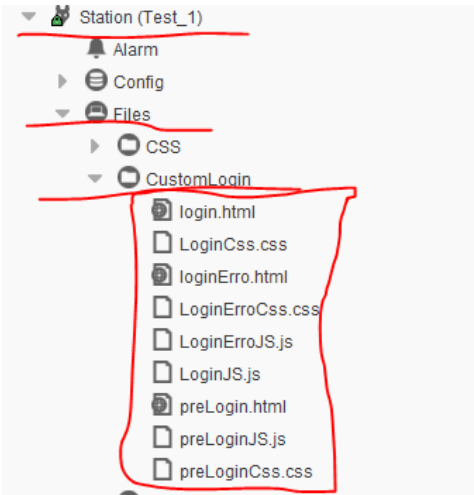 Station (Test_1)
Alarm
Config
Files
CSS
CustomLogin
login.html
LoginCss.css
loginErro.html
LoginErroCss.css
LoginErroJS.js
LoginJS.js
preLogin.html
preLoginJS.js
preLoginCss.css